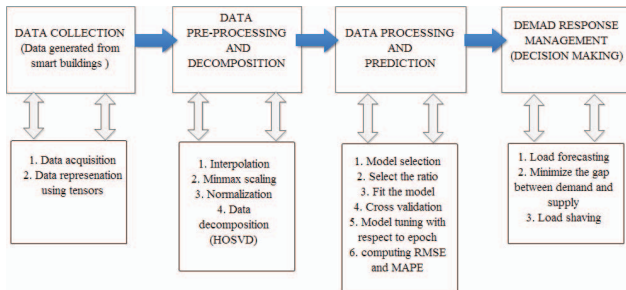 DATA COLLECTION
(Data generated from
smart buildings )
DATA
PRE-PROCESSING
AND
DECOMPOSITION
DATA PROCESSING
AND
PREDICTION
DEMAD RESPONSE
MANAGEMENT
(DECISION MAKING)
1. Data acquisition
2. Data represenation
using tensors
1. Interpolation
2. Minmax scaling
3. Normalization
4. Data
decomposition
(HOSVD)
1. Model selection
2. Select the ratio
3. Fit the model
4. Cross validation
5. Model tuning with
respect to epoch
6. computing RMSE
and MAPE
1. Load forecasting
2. Minimize the gap
between demand and
supply
3. Load shaving